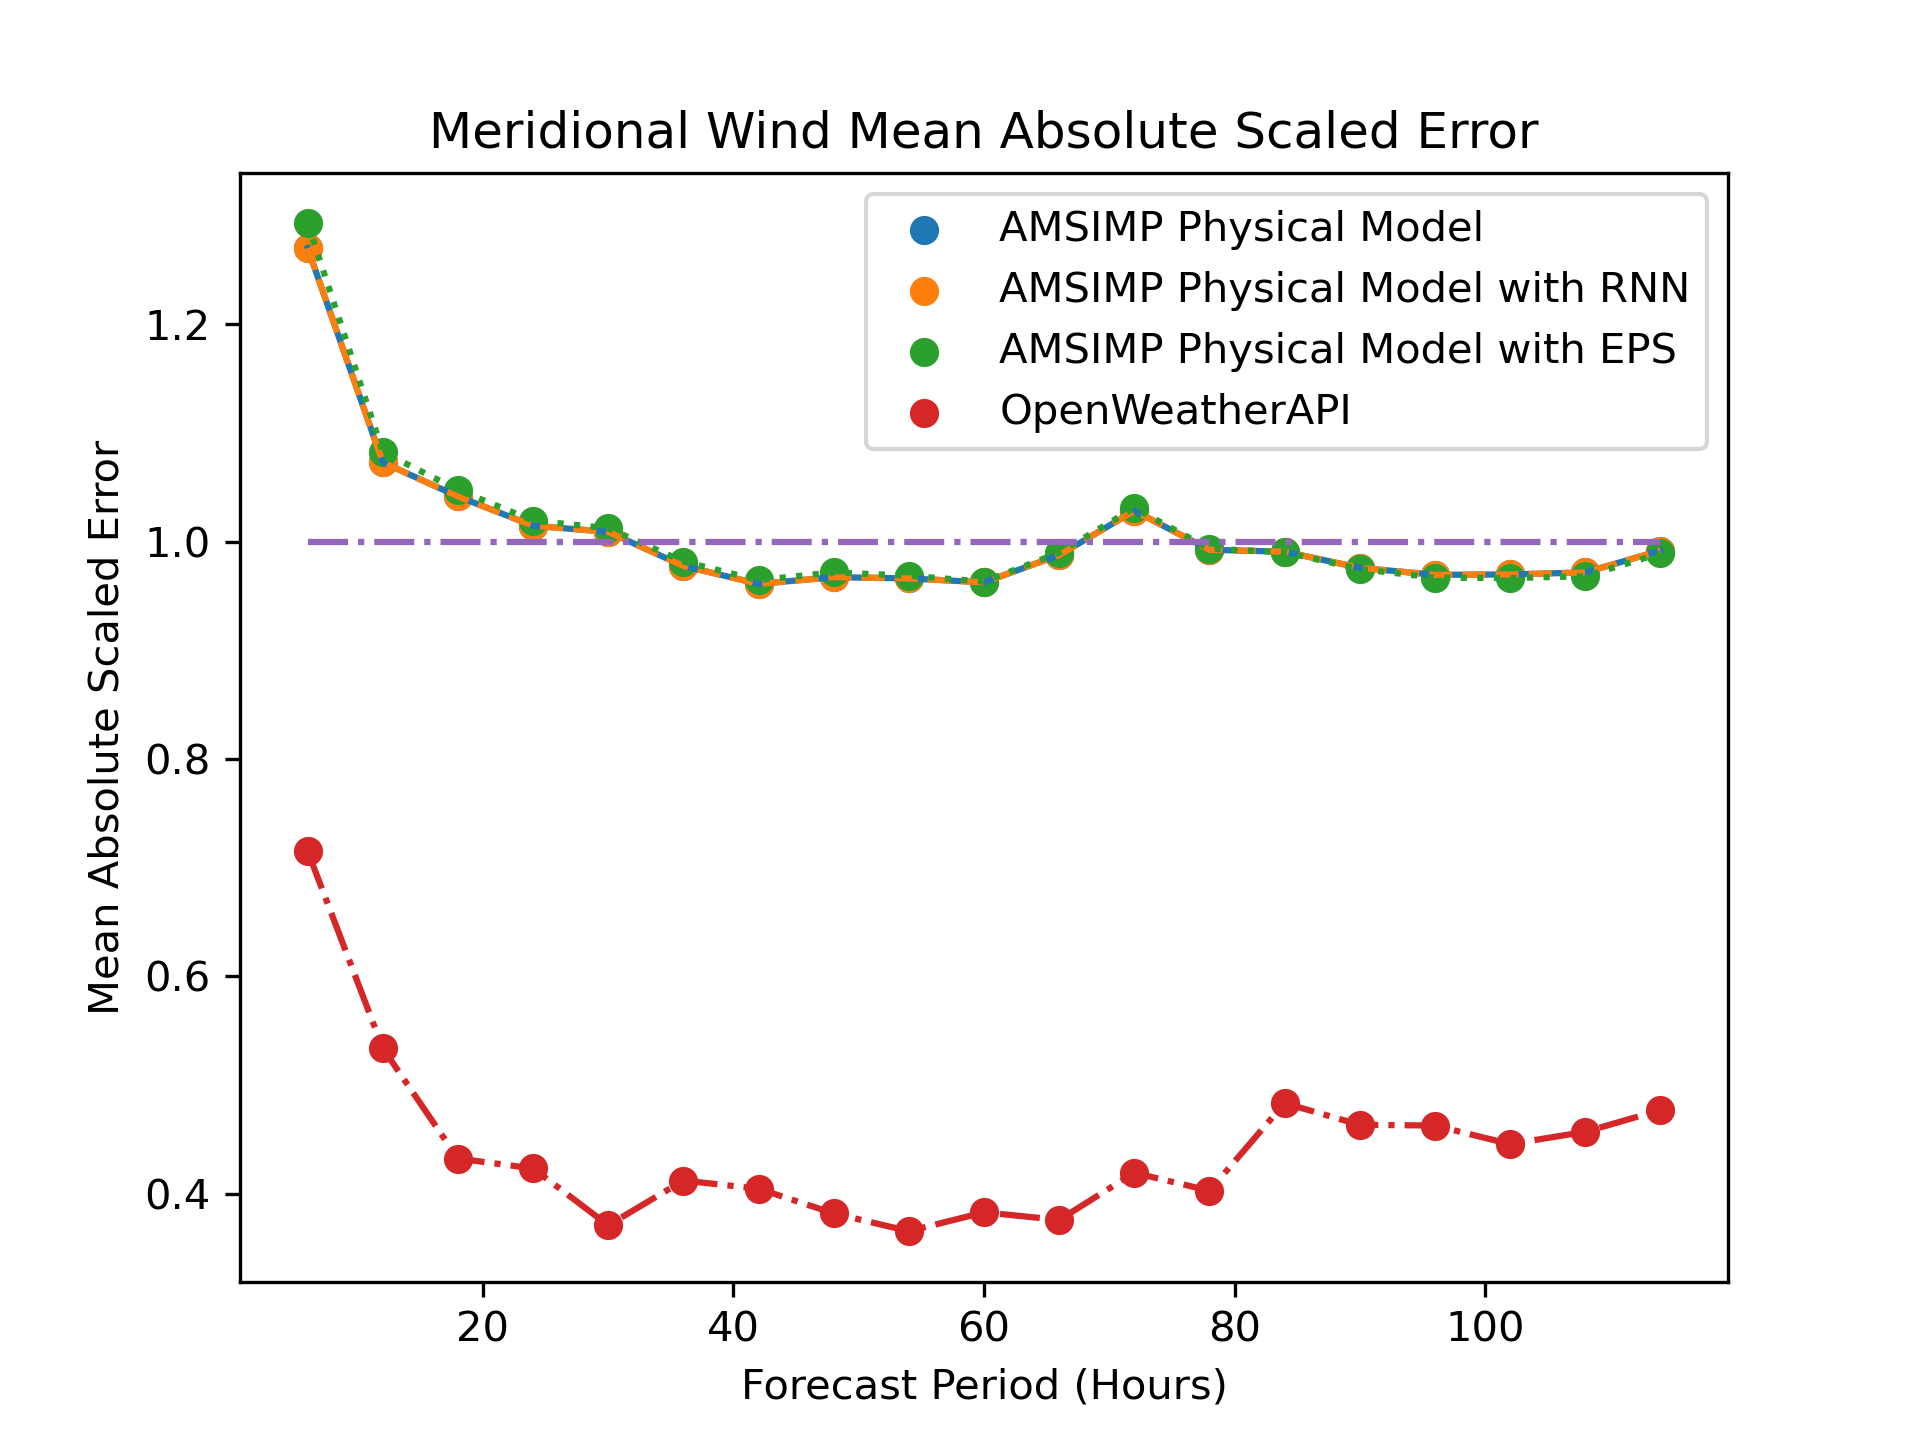 Meridional Wind Mean Absolute Scaled Error
AMSIMP Physical Model
AMSIMP Physical Model with RNN
AMSIMP Physical Model with EPS
OpenWeatherAPI
Mean Absolute Scaled Error
1.2
1.0
0.8
0.6
0.4
20 40 60 80 100
Forecast Period (Hours)